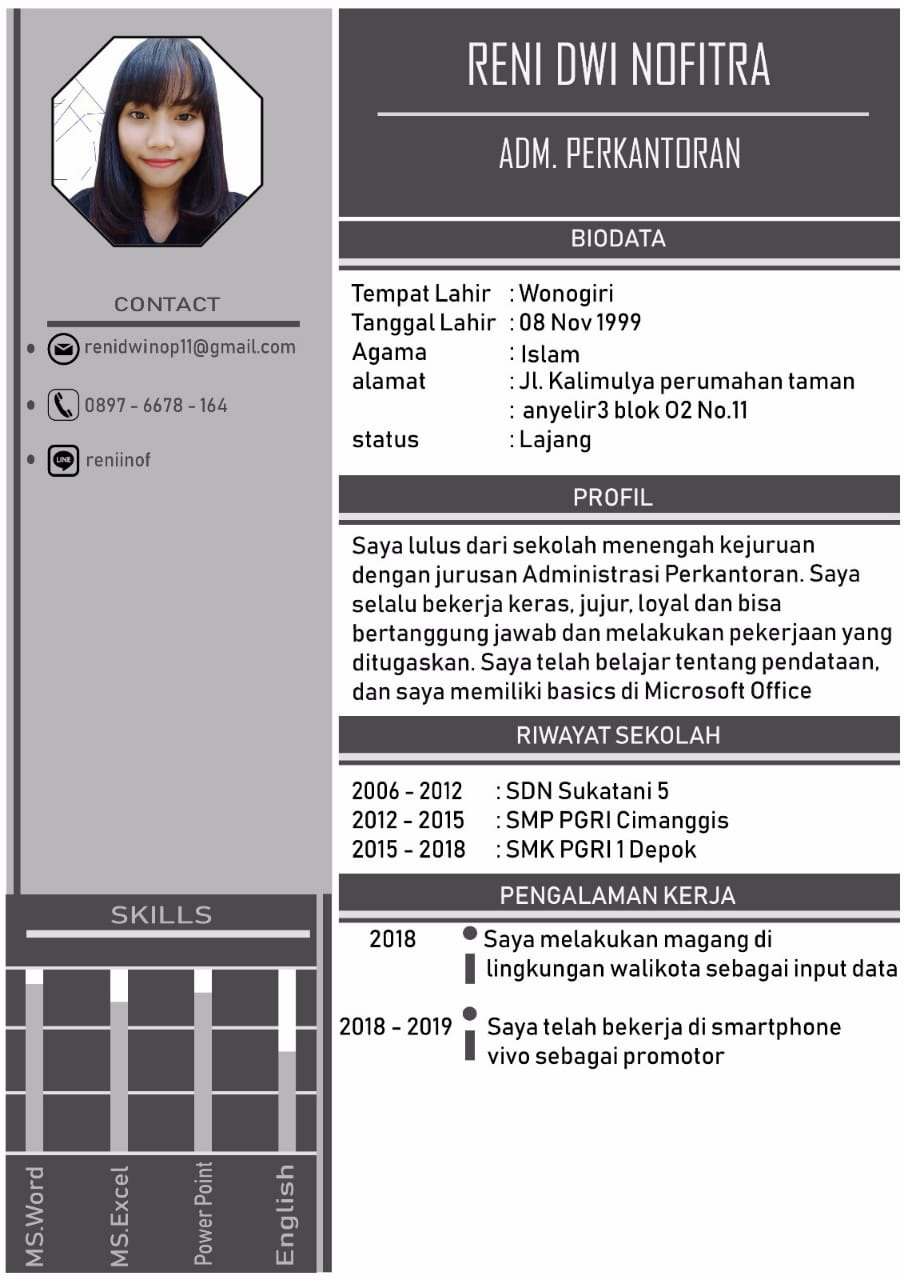 RENI DWI NOFITRA
ADM. PERKANTORAN
CONTACT
renidwinop11@gmail.com
0897 - 6678 - 164
LINE
reniinof
BIODATA
Tempat Lahir : Wonogiri
Tanggal Lahir : 08 Nov 1999
Agama : Islam
alamat : Jl. Kalimulya perumahan taman
: anyelir3 blok O2 No.11
status : Lajang
PROFIL
Saya lulus dari sekolah menengah kejuruan
dengan jurusan Administrasi Perkantoran. Saya
selalu bekerja keras, jujur, loyal dan bisa
bertanggung jawab dan melakukan pekerjaan yang
ditugaskan. Saya telah belajar tentang pendataan,
dan saya memiliki basics di Microsoft Office
RIWAYAT SEKOLAH
2006 - 2012 : SDN Sukatani 5
2012 - 2015 : SMP PGRI Cimanggis
2015 - 2018 : SMK PGRI 1 Depok
PENGALAMAN KERJA
2018 Saya melakukan magang di
lingkungan walikota sebagai input data
2018 - 2019 Saya telah bekerja di smartphone
vivo sebagai promotor
SKILLS
MS.Word
MS.Excel
Power Point
English